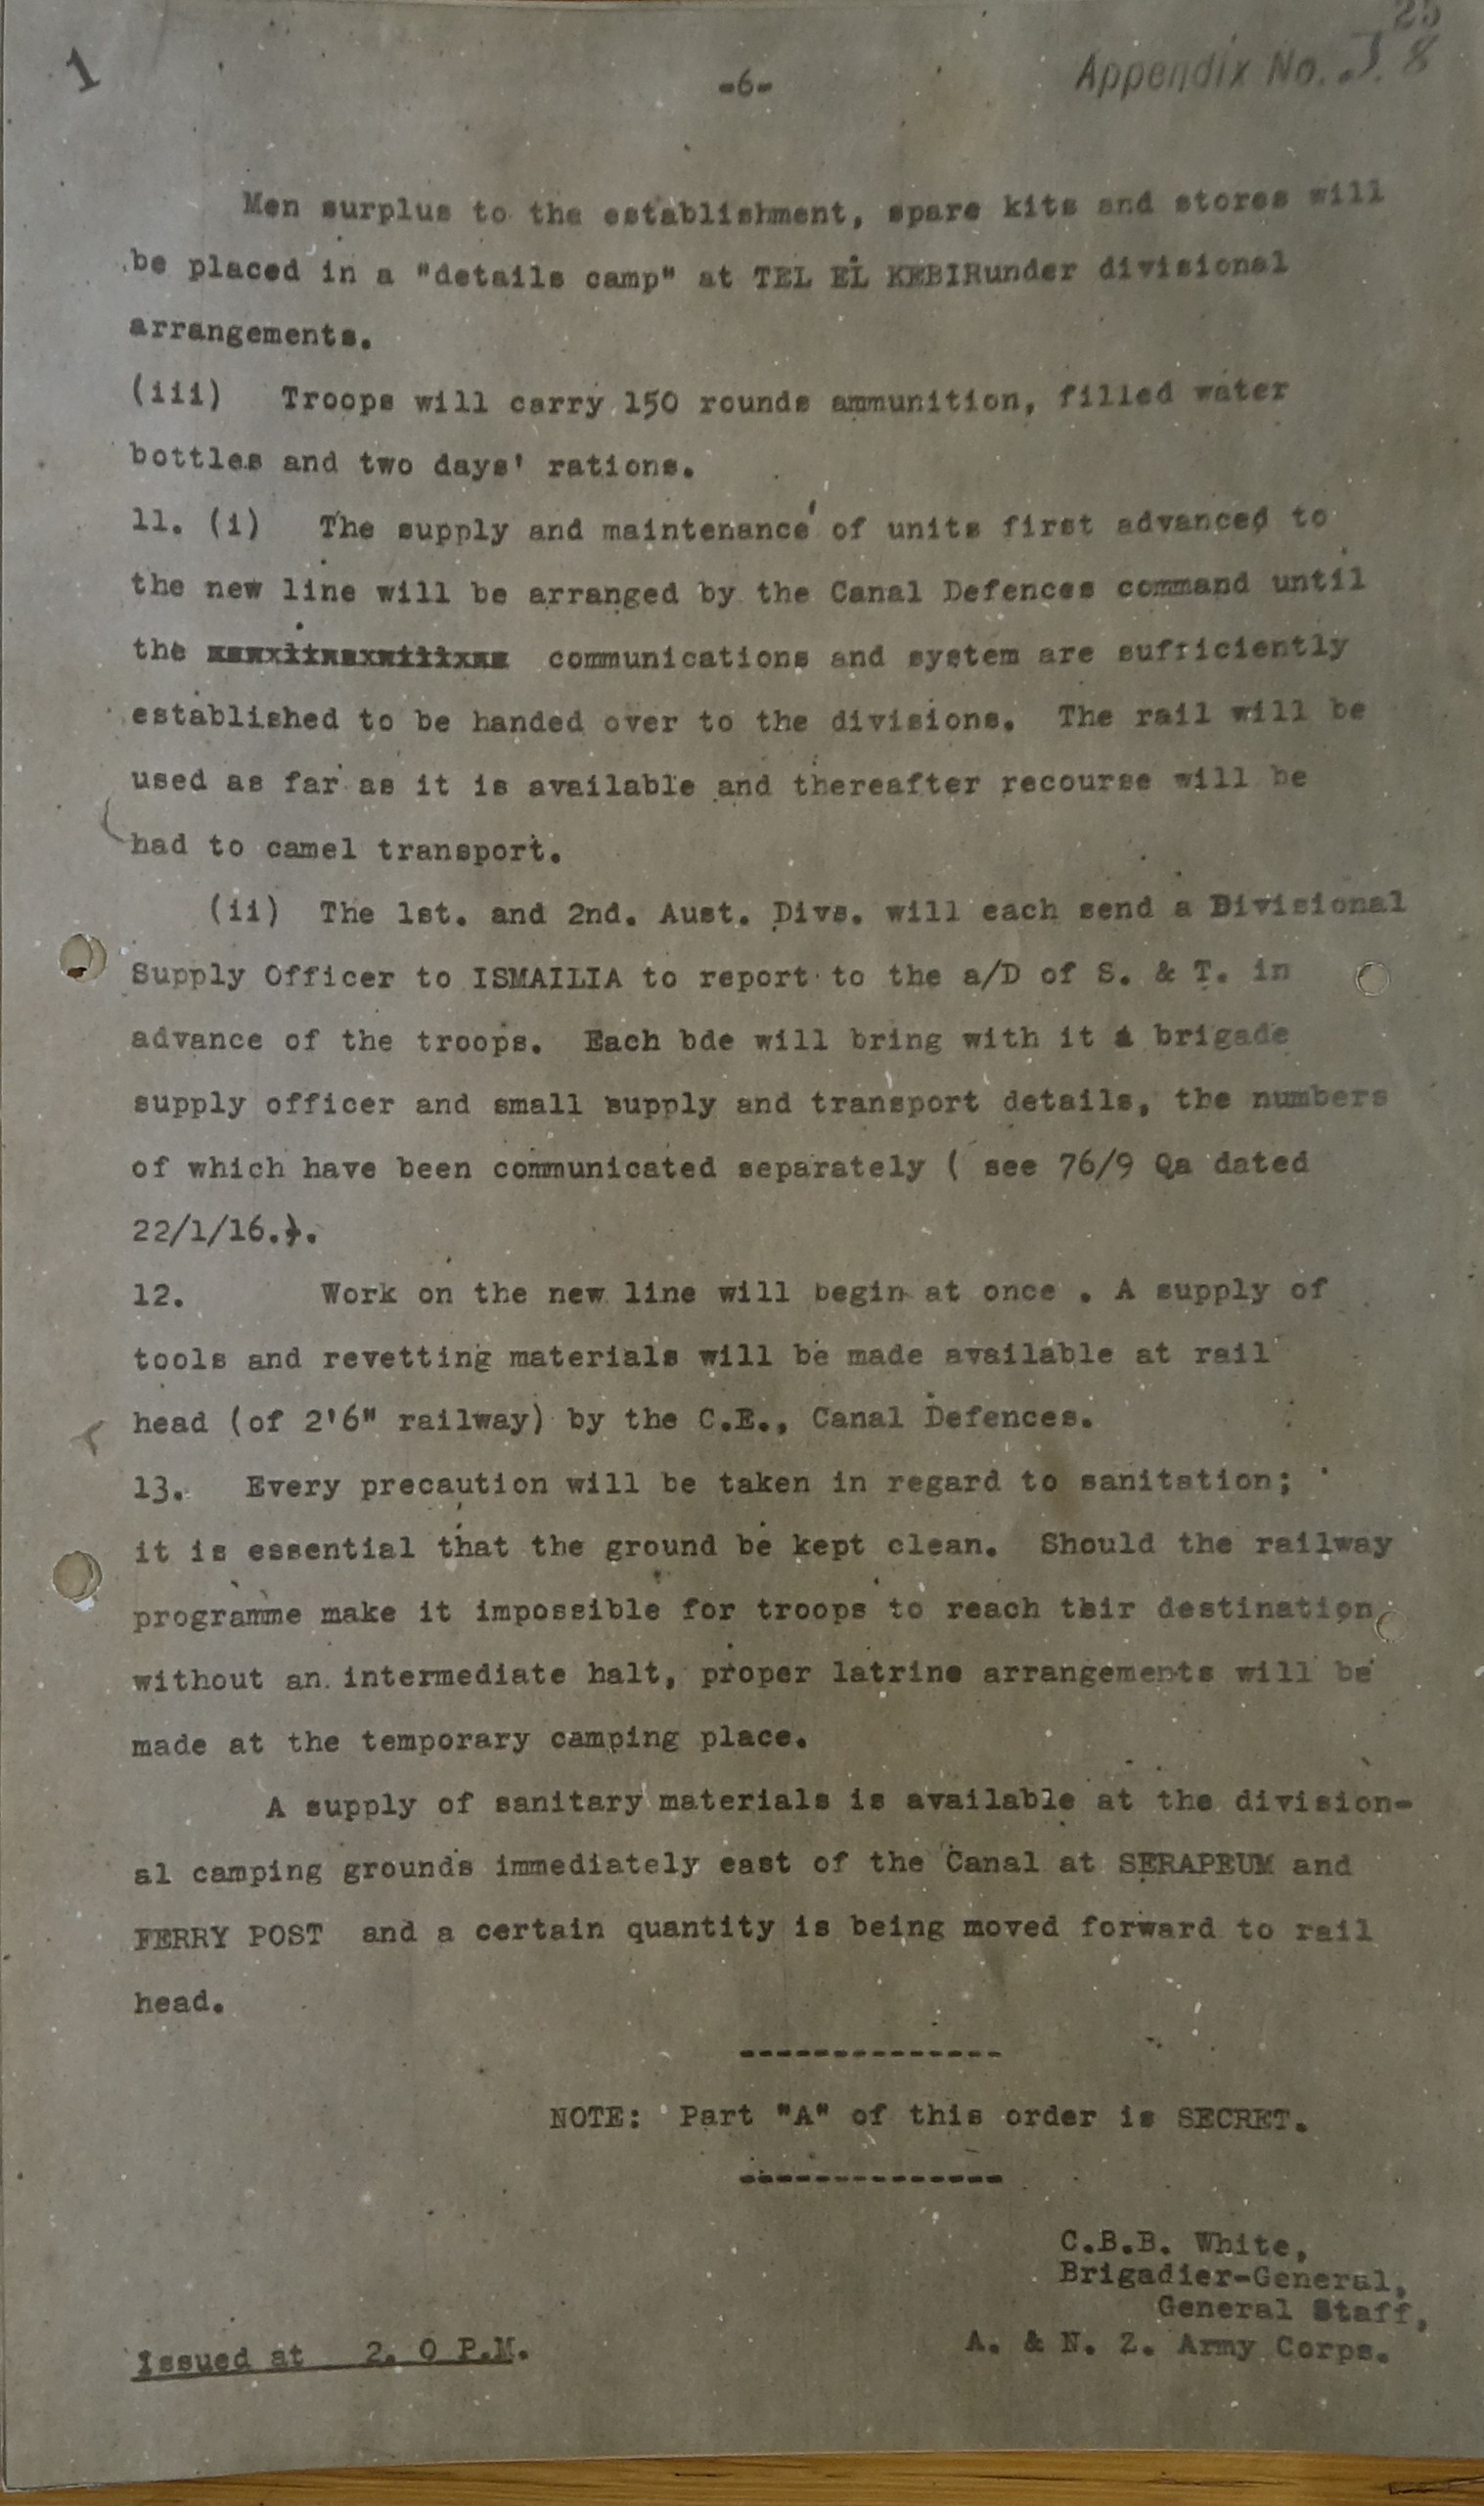 25
1
-6-
Appendix No. J. 8
Men surplus to the establishment, spare kits and stores will
be placed in a "details camp" at TEL EL KEBIRunder divisional
arrangements.
(iii) Troops will carry 150 rounds ammunition, filled water
bottles and two days' rations.
11. (i) The supply and maintenance of units first advanced to
the new line will be arranged by the Canal Defences command until
the communications and system are sufficiently
established to be handed over to the divisions. The rail will be
used as far as it is available and thereafter recourse will be
had to camel transport.
(ii) The 1st. and 2nd. Aust. Divs. will each send a Divisional
Supply Officer to ISMAILIA to report to the a/D of S. & T. in
advance of the troops. Each bde will bring with it a brigade
supply officer and small supply and transport details, the numbers
of which have been communicated separately ( see 76/9 Qa dated
22/1/16.).
12. Work on the new line will begin at once . A supply of
tools and revetting materials will be made available at rail
head (of 2'6" railway) by the C.E., Canal Defences.
13. Every precaution will be taken in regard to sanitation;
it is essential that the ground be kept clean. Should the railway
programme make it impossible for troops to reach thir destination
without an intermediate halt, proper latrine arrangements will be
made at the temporary camping place.
A supply of sanitary materials is available at the division-
al camping grounds immediately east of the Canal at SERAPEUM and
FERRY POST and a certain quantity is being moved forward to rail
head.
--------------
NOTE: Part "A" of this order is SECRET.
--------------
C.B.B. White,
Brigadier-General,
General Staff,
Issued at 2. 0 P.M.
A. & N. Z. Army Corps.